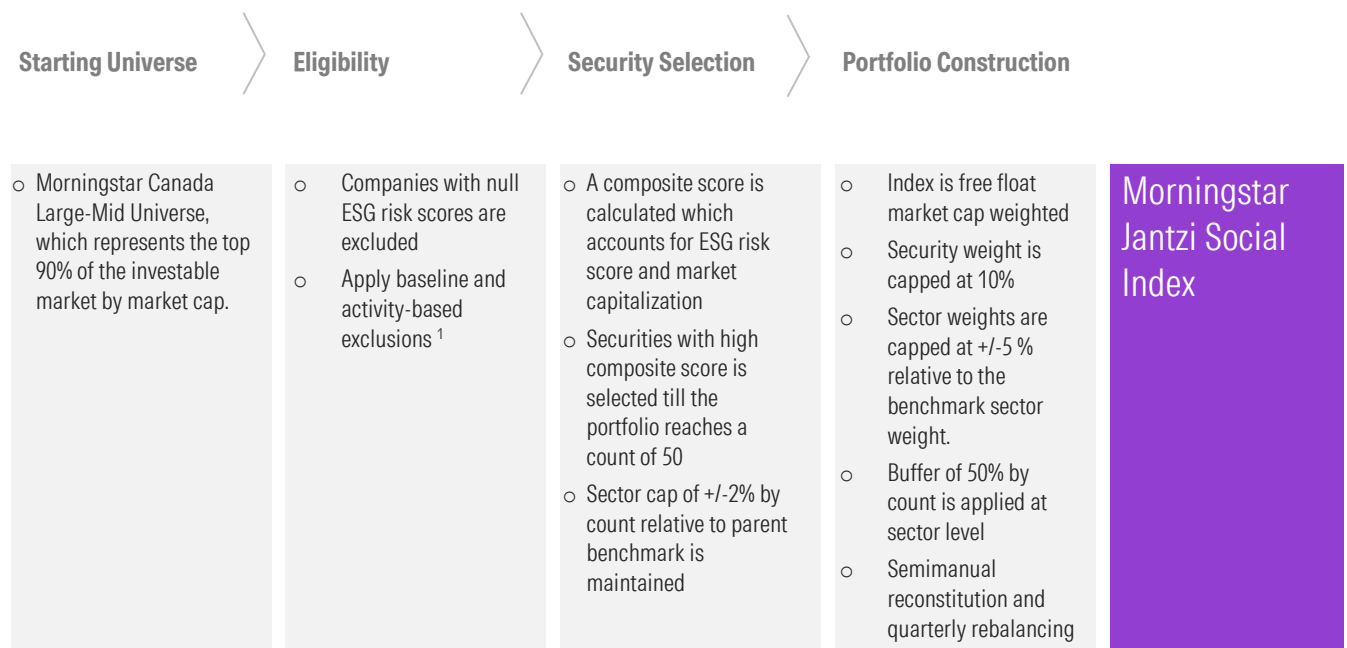 Starting Universe
Eligibility
Security Selection
Portfolio Construction
○ Morningstar Canada
Large-Mid Universe,
which represents the top
90% of the investable
market by market cap.
○ Companies with null
ESG risk scores are
excluded
○ Apply baseline and
activity-based
exclusions 1
○ A composite score is
calculated which
accounts for ESG risk
score and market
capitalization
○ Securities with high
composite score is
selected till the
portfolio reaches a
count of 50
○ Sector cap of +/-2% by
count relative to parent
benchmark is
maintained
○ Index is free float
market cap weighted
○ Security weight is
capped at 10%
○ Sector weights are
capped at +/-5 %
relative to the
benchmark sector
weight.
○ Buffer of 50% by
count is applied at
sector level
○ Semimanual
reconstitution and
quarterly rebalancing
Morningstar
Jantzi Social
Index